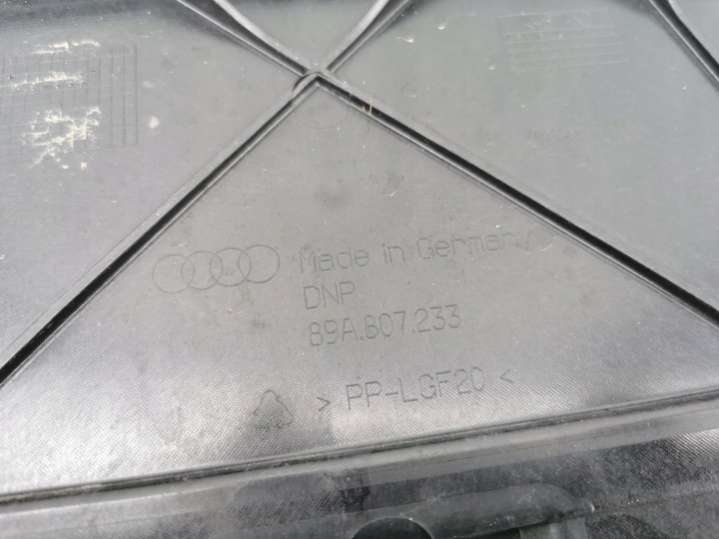 Made in Germany
DNP
89A.807.233
> PP-LGF20 <